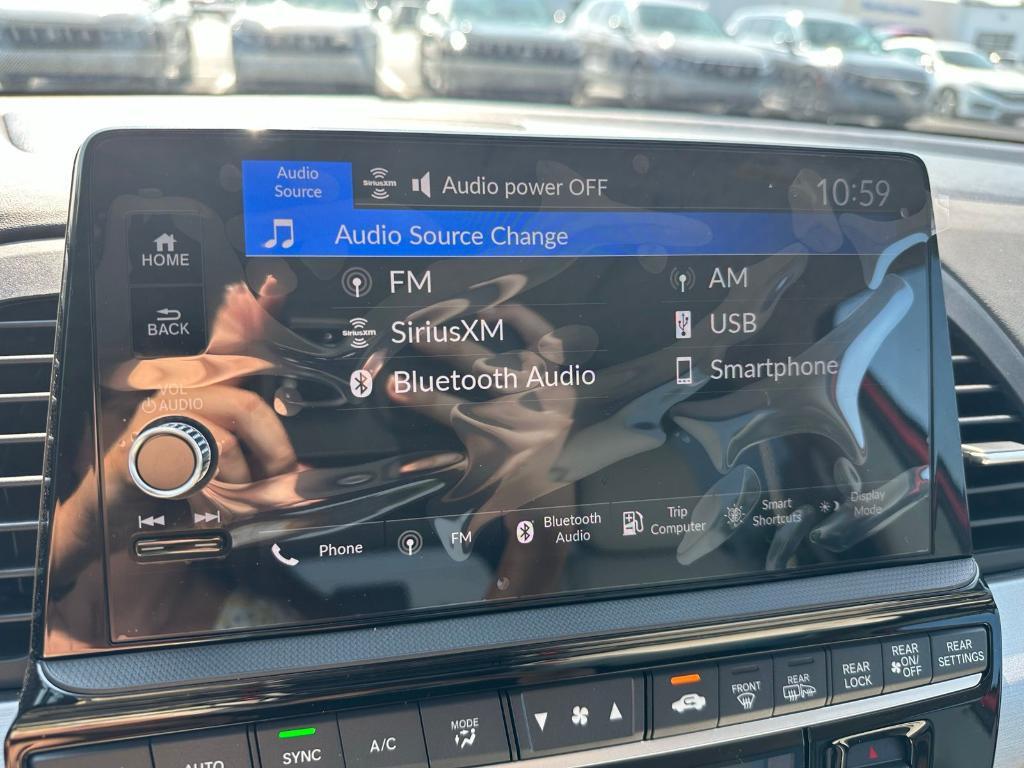 Audio
Source
SiriusXM
Audio power OFF
10:59
Audio Source Change
HOME
BACK
FM
AM
SiriusXM
SiriusXM
USB
Bluetooth Audio
Smartphone
VOL
AUDIO
Phone
FM
Bluetooth
Audio
Trip
Computer
Smart
Shortcuts
Display
Mode
AUTO
SYNC
A/C
MODE
FRONT
REAR
REAR
LOCK
REAR
ON/
OFF
REAR
SETTINGS